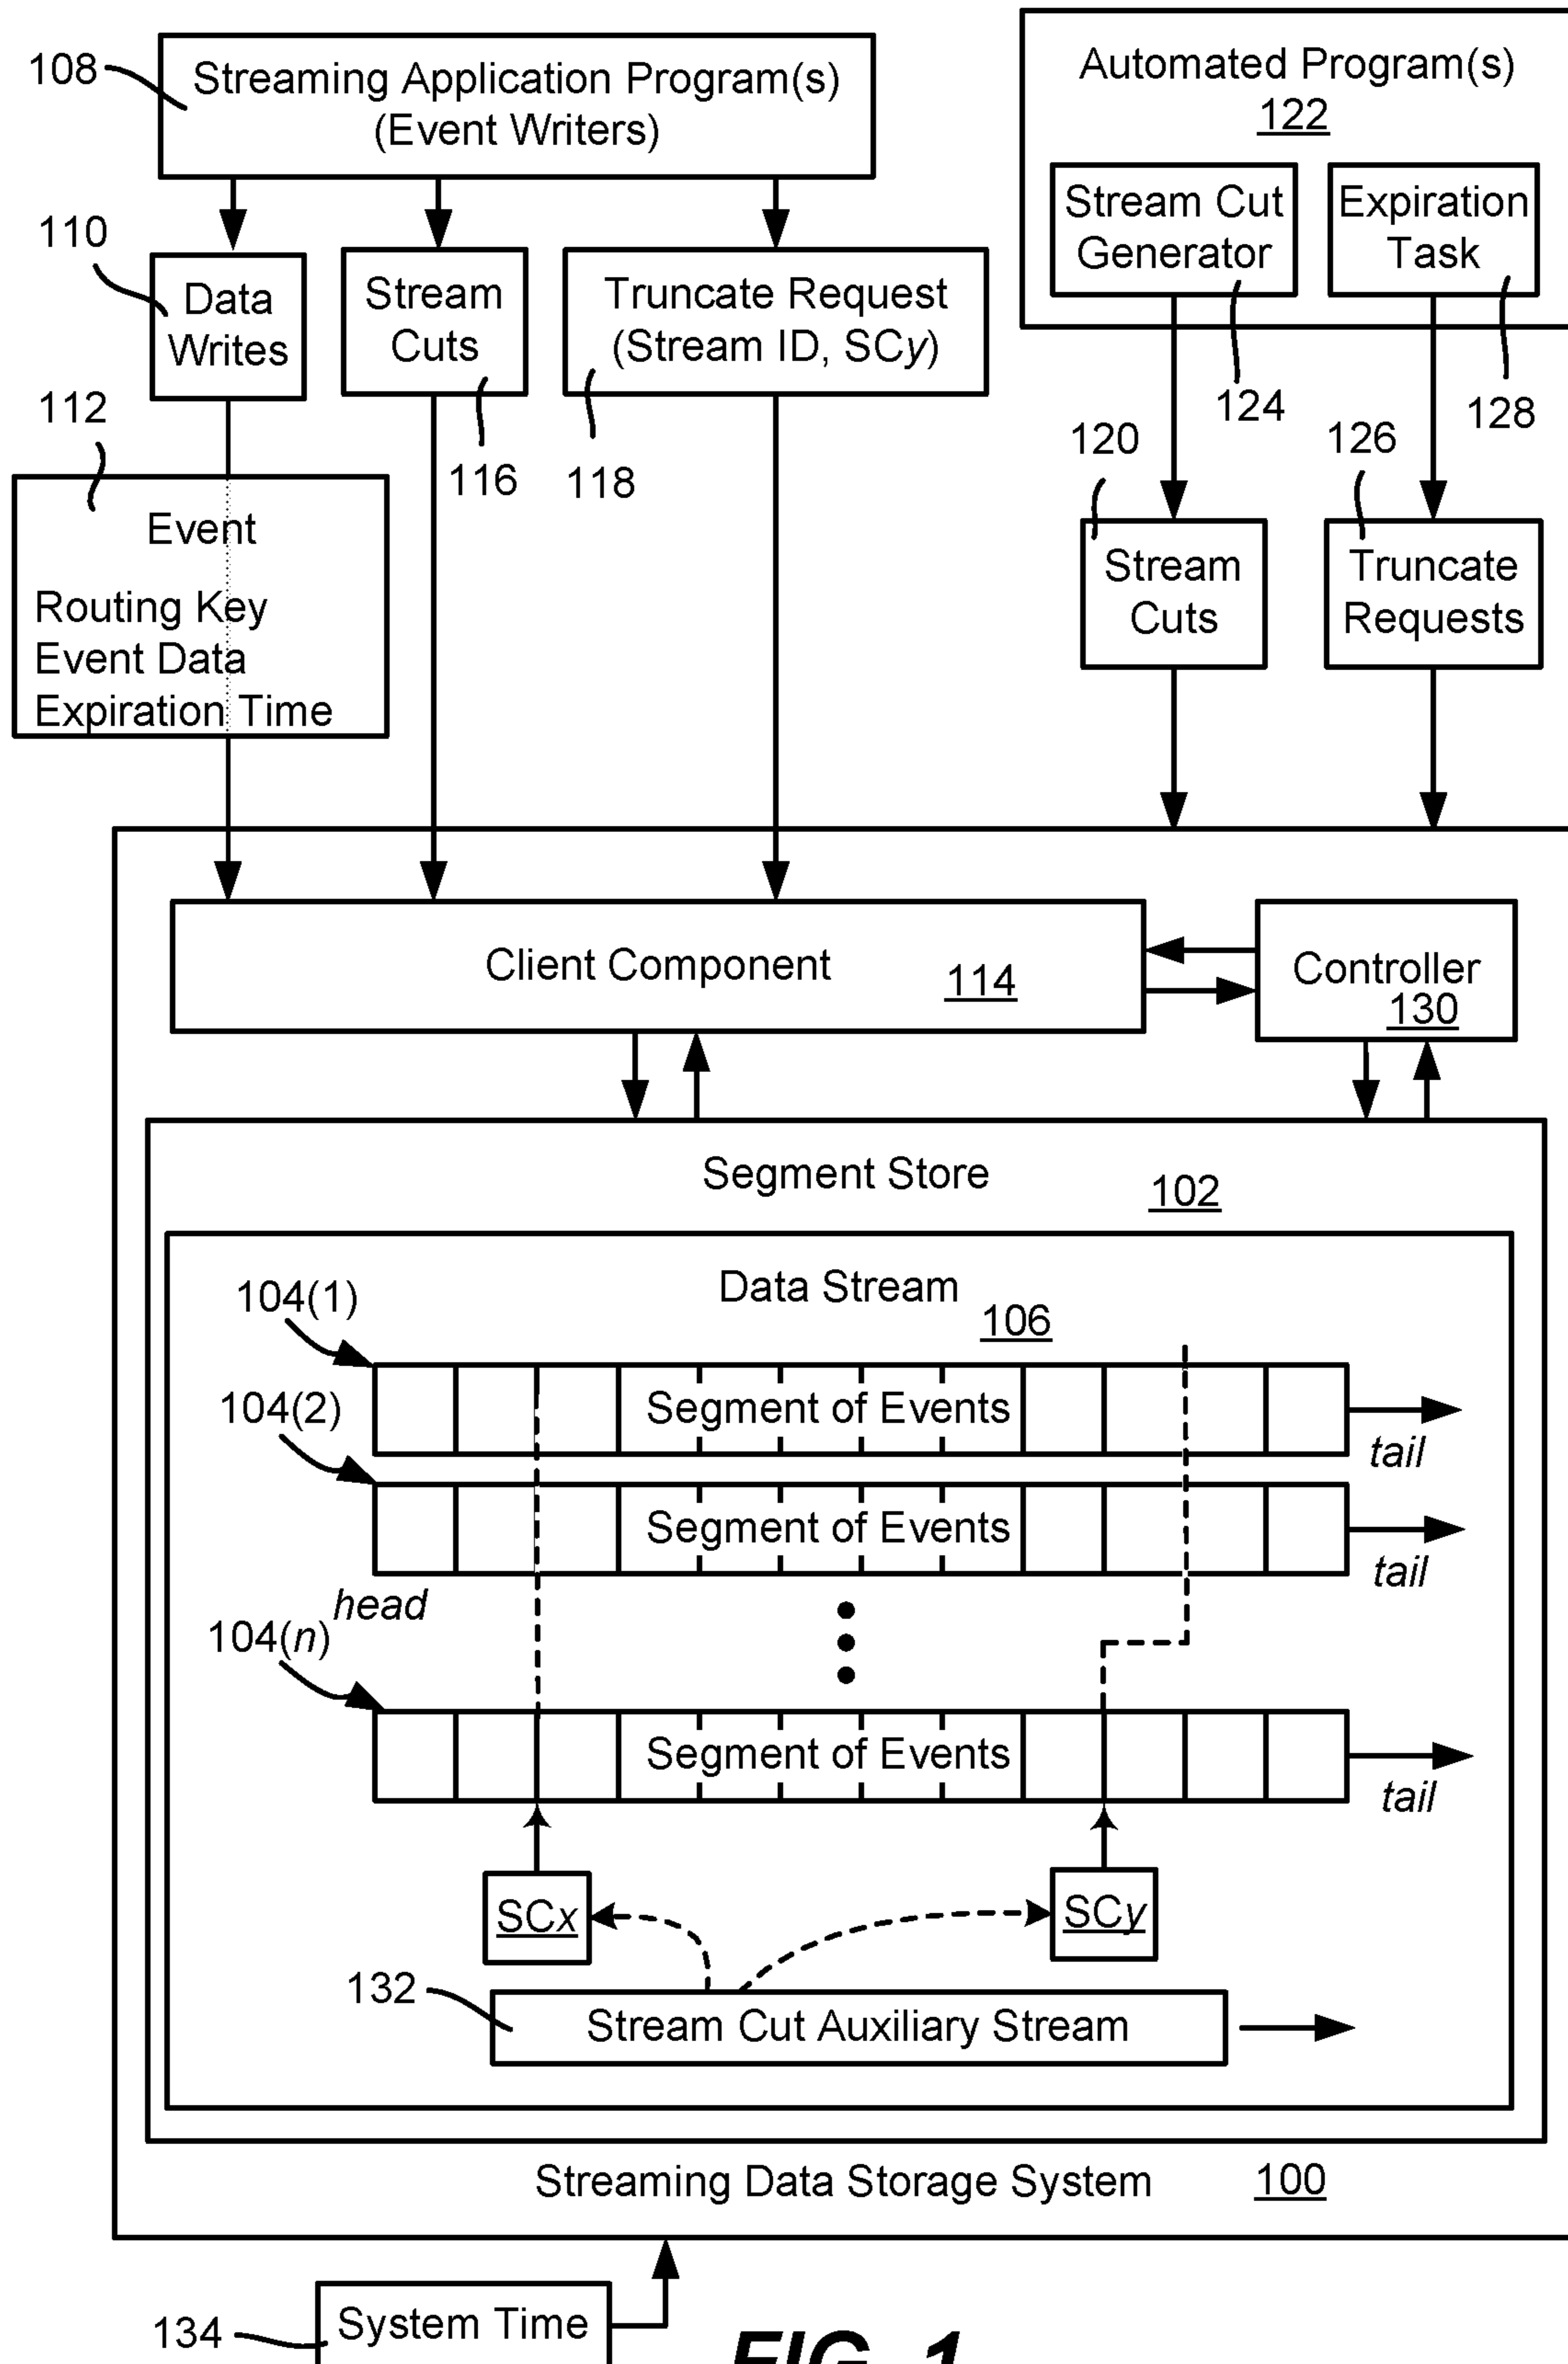 108
Streaming Application Program(s)
(Event Writers)
Automated Program(s)
122
Stream Cut
Generator
Expiration
Task
110
Data
Writes
Stream
Cuts
Truncate Request
(Stream ID, SCy)
124
128
112
116
118
120
126
Event
Routing Key
Event Data
Expiration Time
Stream
Cuts
Truncate
Requests
Client Component
114
Controller
130
Segment Store
102
Data Stream
106
104(1)
Segment of Events
tail
104(2)
Segment of Events
tail
head
104(n)
Segment of Events
tail
SCx
SCy
132
Stream Cut Auxiliary Stream
Streaming Data Storage System
100
134
System Time
FIG. 1